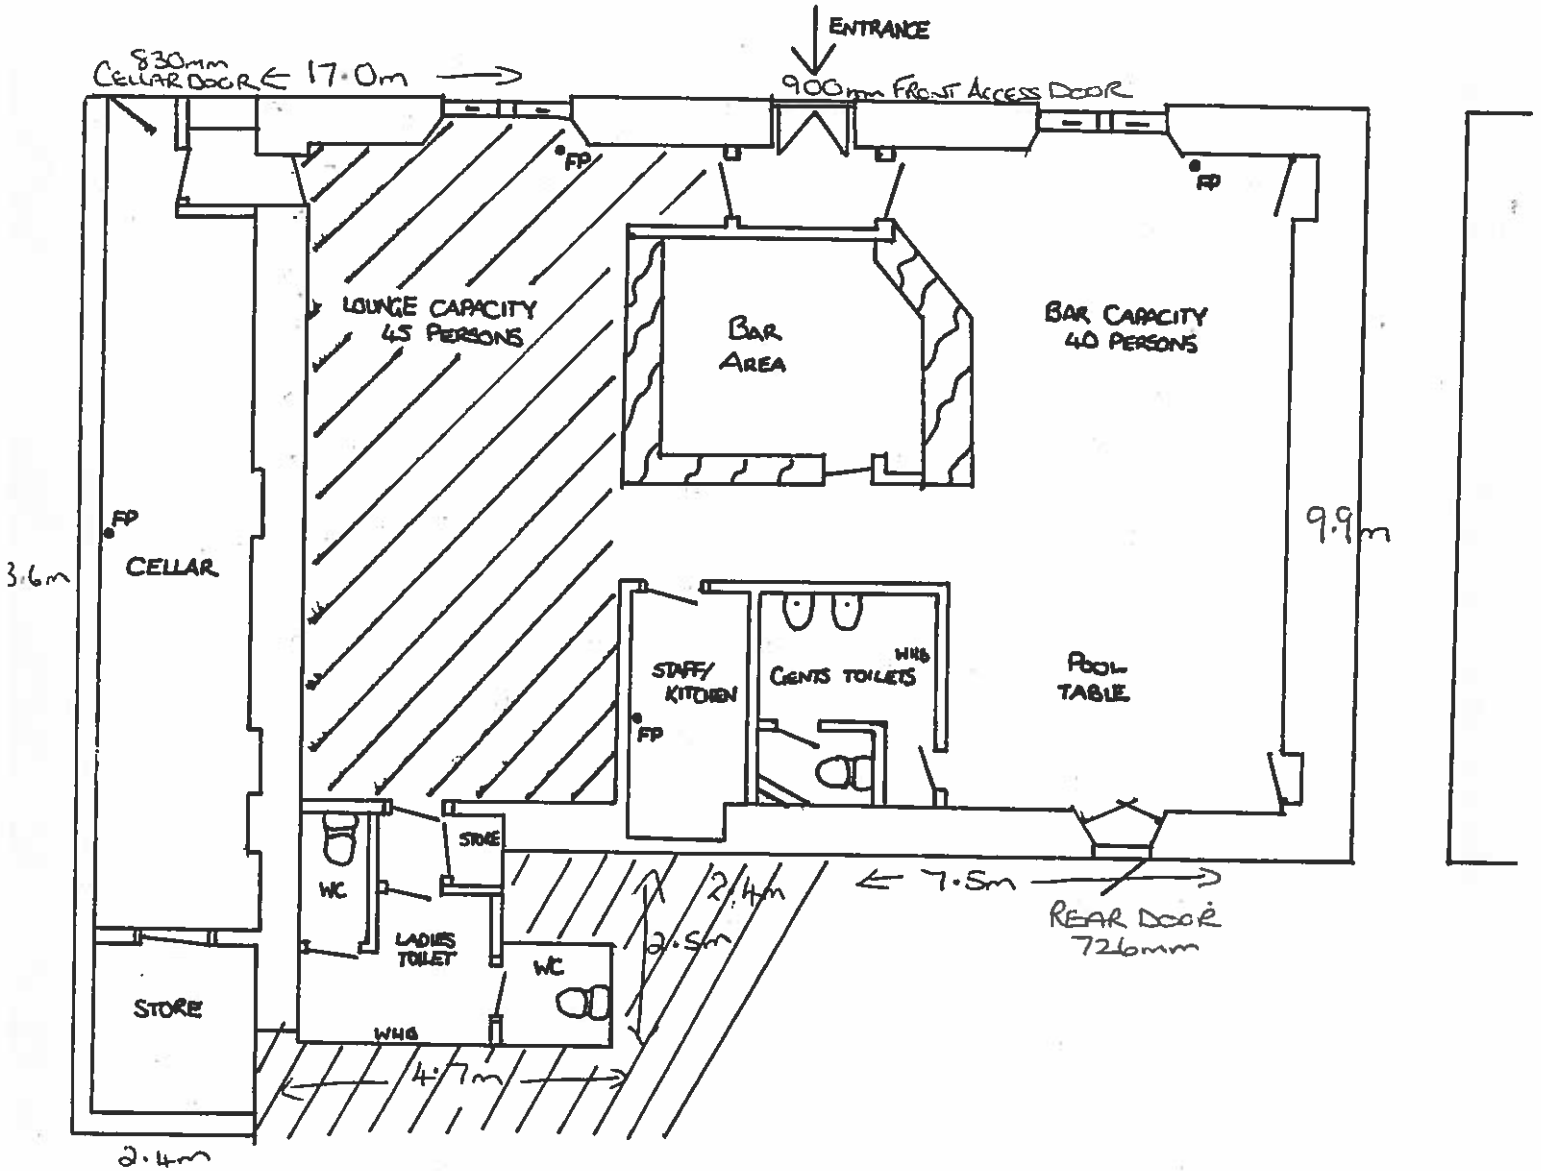 ENTRANCE
830mm
CELLAR DOOR
17.0m
900mm FRONT ACCESS DOOR
FP
FP
LOUNGE CAPACITY
45 PERSONS
BAR
AREA
BAR CAPACITY
40 PERSONS
FP
CELLAR
3.6m
9.9m
STAFF/
KITCHEN
FP
WHB
GENTS TOILETS
POOL
TABLE
STORE
WC
LADIES
TOILET
WC
WHB
STORE
2.4m
2.5m
7.5m
REAR DOOR
726mm
4.7m
2.4m